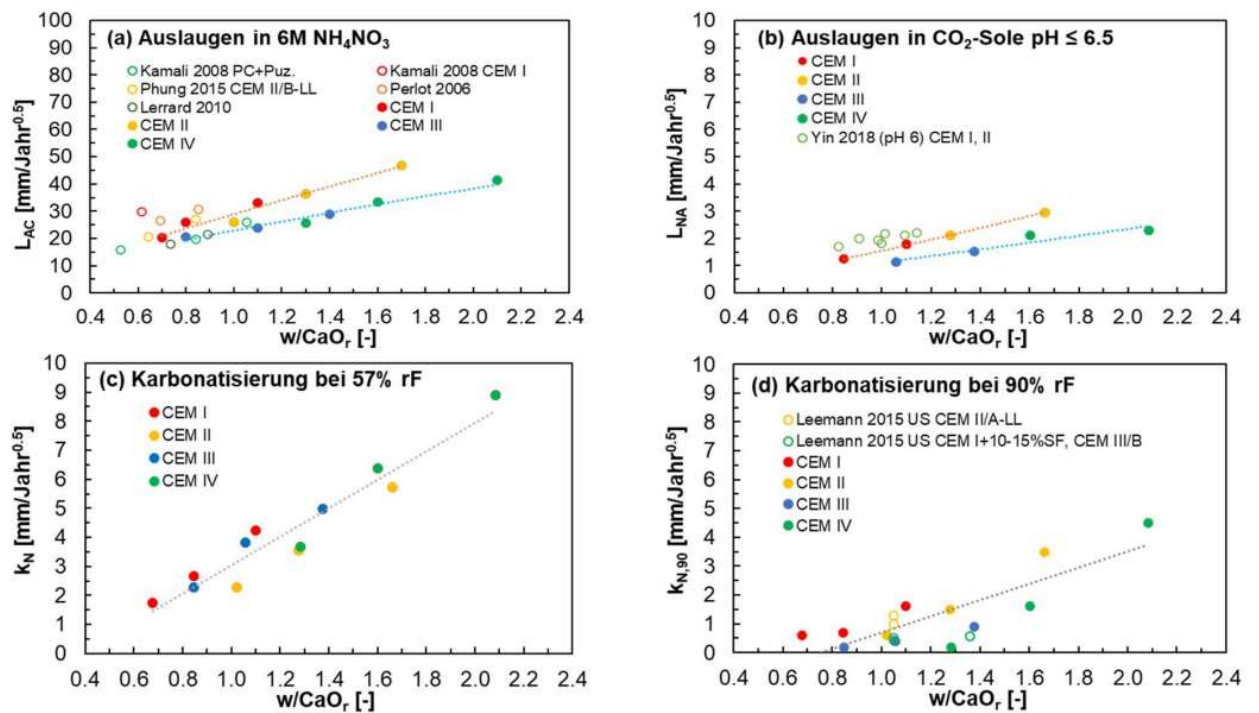 (a) Auslaugen in 6M NH₄NO₃
Kamali 2008 PC+Puz.
Kamali 2008 CEM I
Phung 2015 CEM II/B-LL
Perlot 2006
Lerrard 2010
CEM I
CEM II
CEM III
CEM IV
L_AC [mm/Jahr^0.5]
100
90
80
70
60
50
40
30
20
10
0
0.4 0.6 0.8 1.0 1.2 1.4 1.6 1.8 2.0 2.2 2.4
w/CaO_r [-]
(b) Auslaugen in CO₂-Sole pH ≤ 6.5
CEM I
CEM II
CEM III
CEM IV
Yin 2018 (pH 6) CEM I, II
L_NA [mm/Jahr^0.5]
10
9
8
7
6
5
4
3
2
1
0
0.4 0.6 0.8 1.0 1.2 1.4 1.6 1.8 2.0 2.2 2.4
w/CaO_r [-]
(c) Karbonatisierung bei 57% rF
CEM I
CEM II
CEM III
CEM IV
k_N [mm/Jahr^0.5]
10
9
8
7
6
5
4
3
2
1
0
0.4 0.6 0.8 1.0 1.2 1.4 1.6 1.8 2.0 2.2 2.4
w/CaO_r [-]
(d) Karbonatisierung bei 90% rF
Leemann 2015 US CEM II/A-LL
Leemann 2015 US CEM I+10-15%SF, CEM III/B
CEM I
CEM II
CEM III
CEM IV
k_N,90 [mm/Jahr^0.5]
10
9
8
7
6
5
4
3
2
1
0
0.4 0.6 0.8 1.0 1.2 1.4 1.6 1.8 2.0 2.2 2.4
w/CaO_r [-]